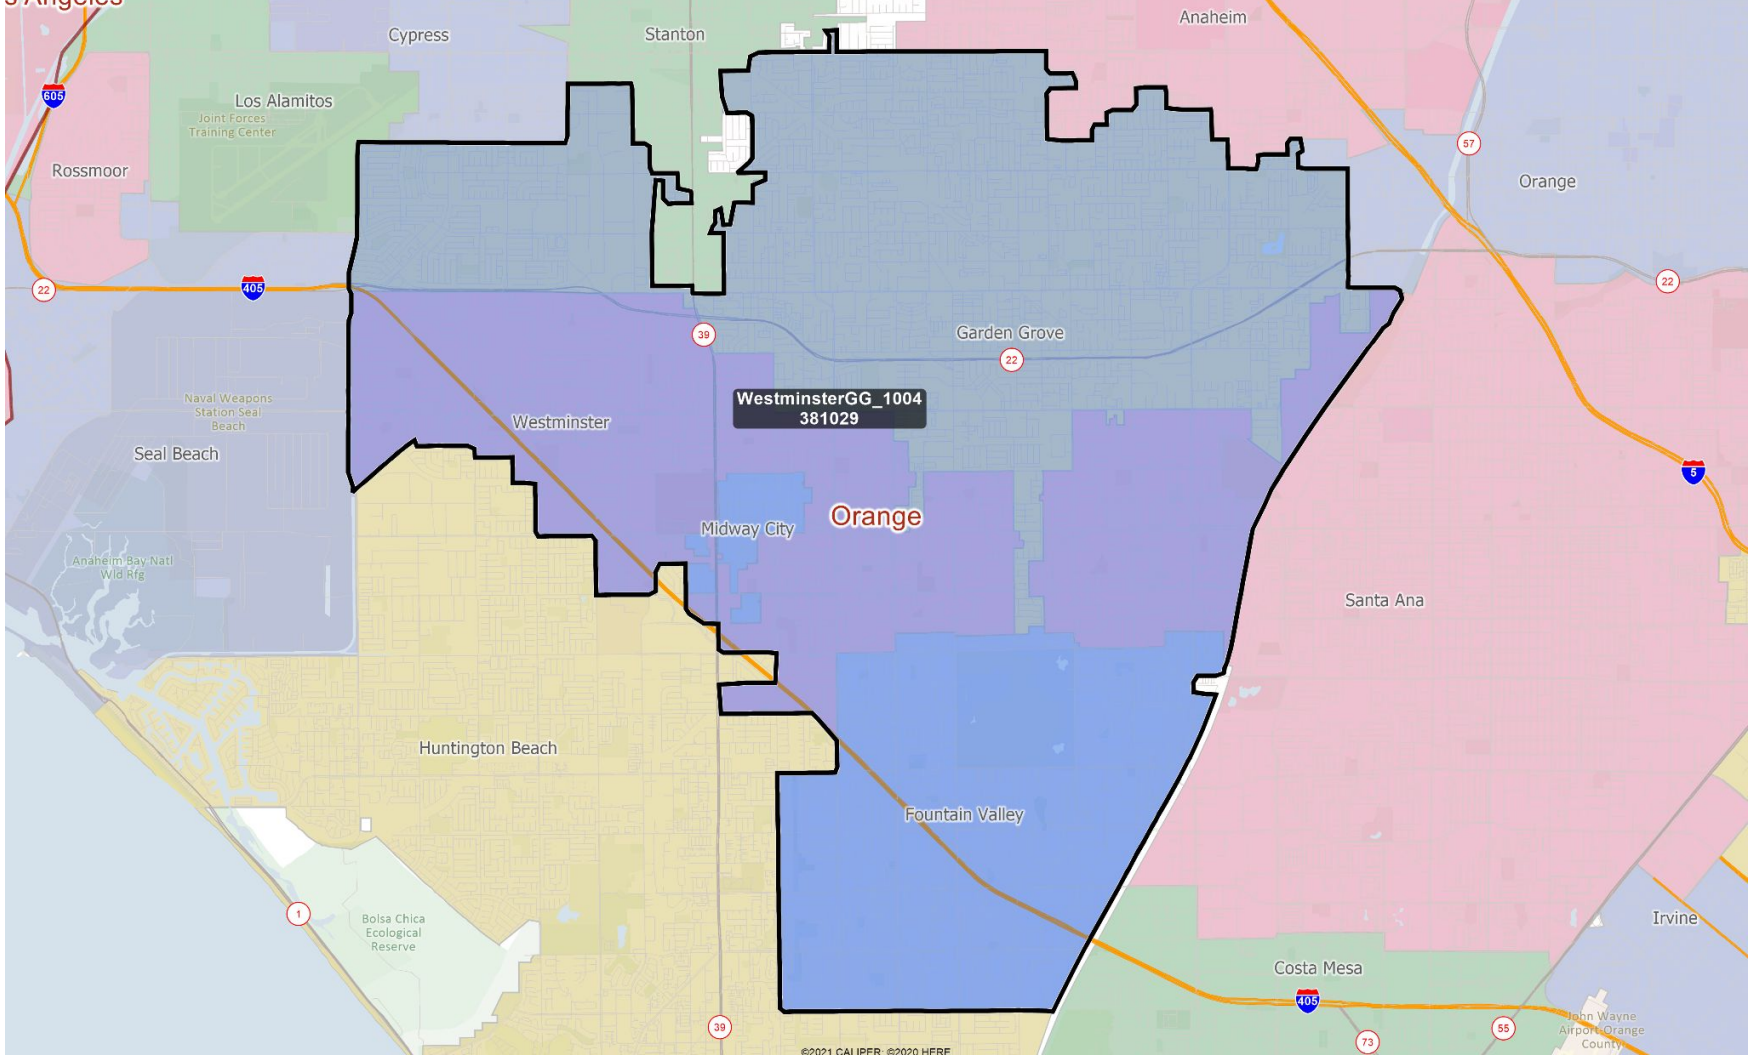 s Angeles
Cypress
Stanton
Anaheim
605
Los Alamitos
Joint Forces
Training Center
57
Rossmoor
Orange
22
405
22
39
Garden Grove
22
Naval Weapons
Station Seal
Beach
WestminsterGG_1004
381029
Westminster
Seal Beach
5
Orange
Midway City
Anaheim Bay Natl
Wld Rfg
Santa Ana
Huntington Beach
Fountain Valley
1
Bolsa Chica
Ecological
Reserve
Irvine
Costa Mesa
405
39
John Wayne
Airport-Orange
County
55
73
©2021 CALIPER; ©2020 HERE